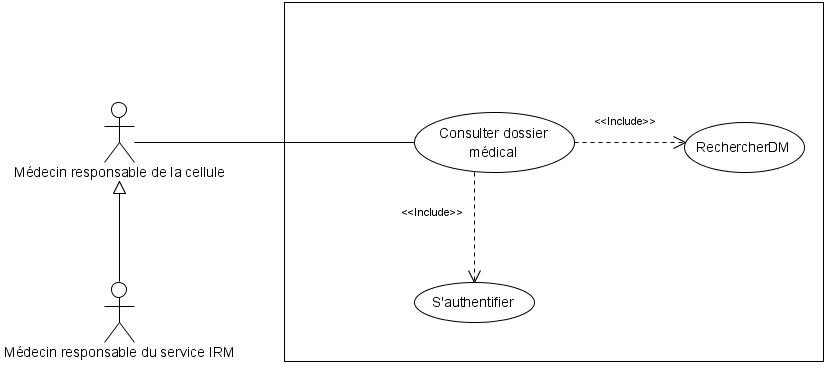 <<Include>>
Consulter dossier
médical
RechercherDM
Médecin responsable de la cellule
<<Include>>
S'authentifier
Médecin responsable du service IRM